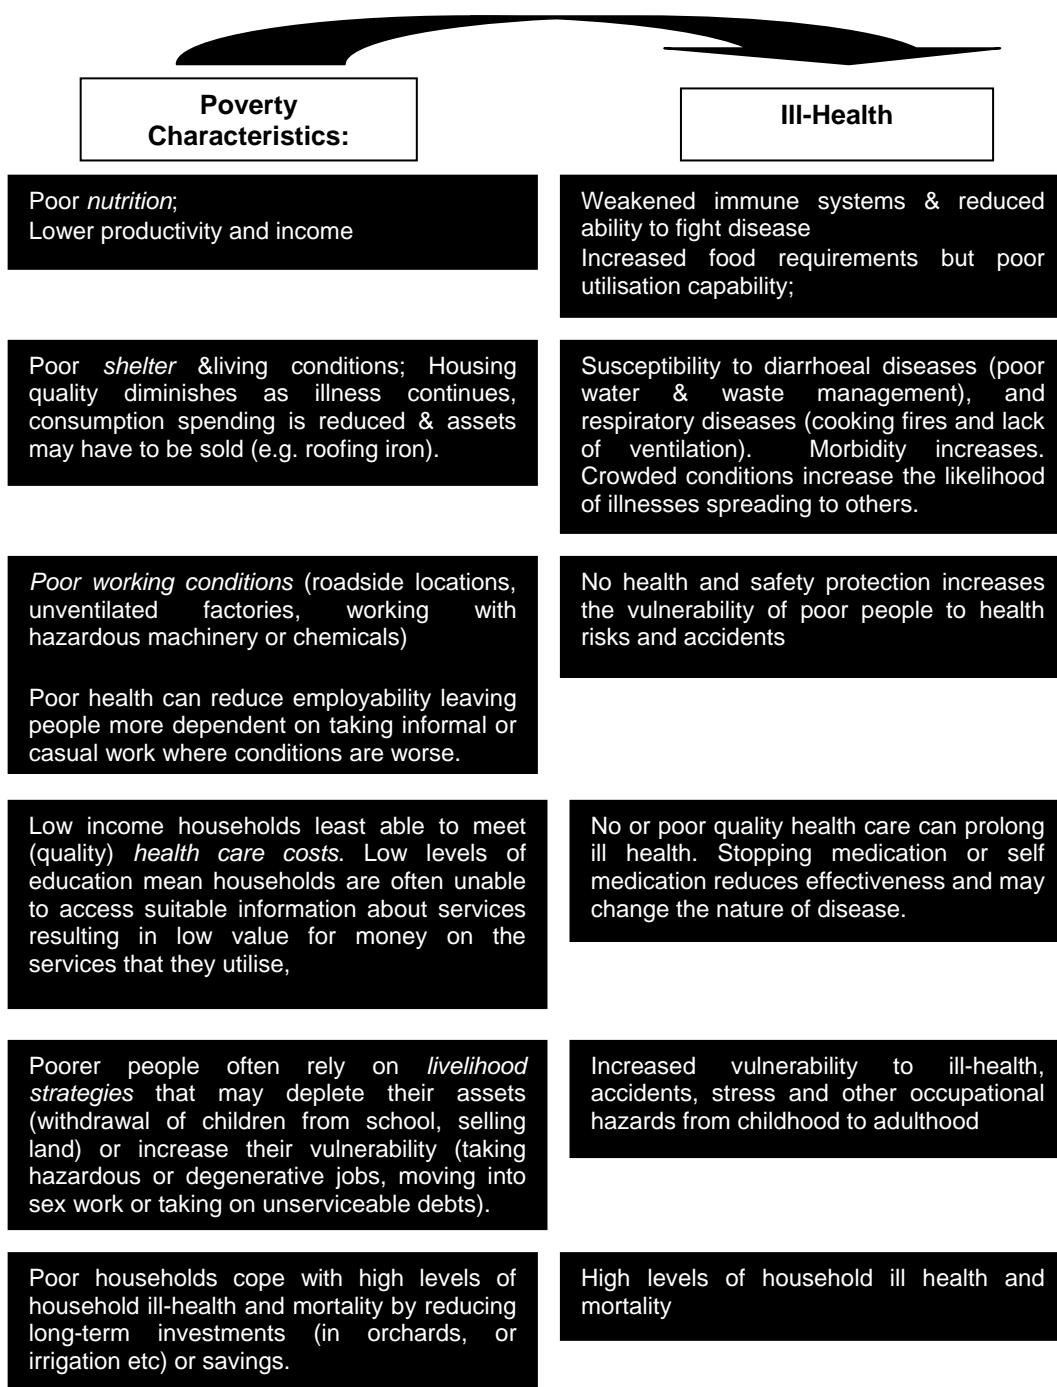 Poverty
Characteristics:
Ill-Health
Poor nutrition;
Lower productivity and income
Weakened immune systems & reduced
ability to fight disease
Increased food requirements but poor
utilisation capability;
Poor shelter &living conditions; Housing
quality diminishes as illness continues,
consumption spending is reduced & assets
may have to be sold (e.g. roofing iron).
Susceptibility to diarrhoeal diseases (poor
water & waste management), and
respiratory diseases (cooking fires and lack
of ventilation). Morbidity increases.
Crowded conditions increase the likelihood
of illnesses spreading to others.
Poor working conditions (roadside locations,
unventilated factories, working with
hazardous machinery or chemicals)
Poor health can reduce employability leaving
people more dependent on taking informal or
casual work where conditions are worse.
No health and safety protection increases
the vulnerability of poor people to health
risks and accidents
Low income households least able to meet
(quality) health care costs. Low levels of
education mean households are often unable
to access suitable information about services
resulting in low value for money on the
services that they utilise,
No or poor quality health care can prolong
ill health. Stopping medication or self
medication reduces effectiveness and may
change the nature of disease.
Poorer people often rely on livelihood
strategies that may deplete their assets
(withdrawal of children from school, selling
land) or increase their vulnerability (taking
hazardous or degenerative jobs, moving into
sex work or taking on unserviceable debts).
Increased vulnerability to ill-health,
accidents, stress and other occupational
hazards from childhood to adulthood
Poor households cope with high levels of
household ill-health and mortality by reducing
long-term investments (in orchards, or
irrigation etc) or savings.
High levels of household ill health and
mortality